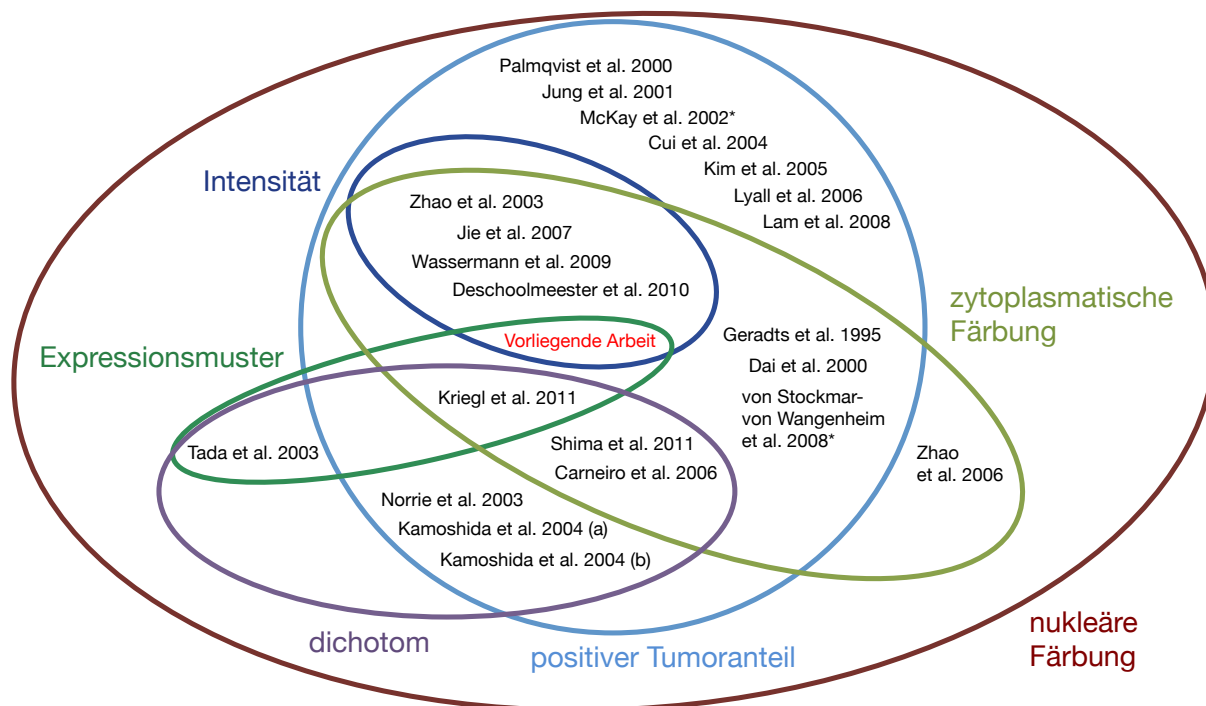 Palmqvist et al. 2000
Jung et al. 2001
McKay et al. 2002*
Cui et al. 2004
Kim et al. 2005
Lyall et al. 2006
Lam et al. 2008
Intensität
Zhao et al. 2003
Jie et al. 2007
Wassermann et al. 2009
Deschoolmeester et al. 2010
zytoplasmatische
Färbung
Vorliegende Arbeit
Geradts et al. 1995
Dai et al. 2000
von Stockmar-
von Wangenheim
et al. 2008*
Expressionsmuster
Kriegl et al. 2011
Tada et al. 2003
Shima et al. 2011
Carneiro et al. 2006
Zhao
et al. 2006
Norrie et al. 2003
Kamoshida et al. 2004 (a)
Kamoshida et al. 2004 (b)
dichotom
positiver Tumoranteil
nukleäre
Färbung